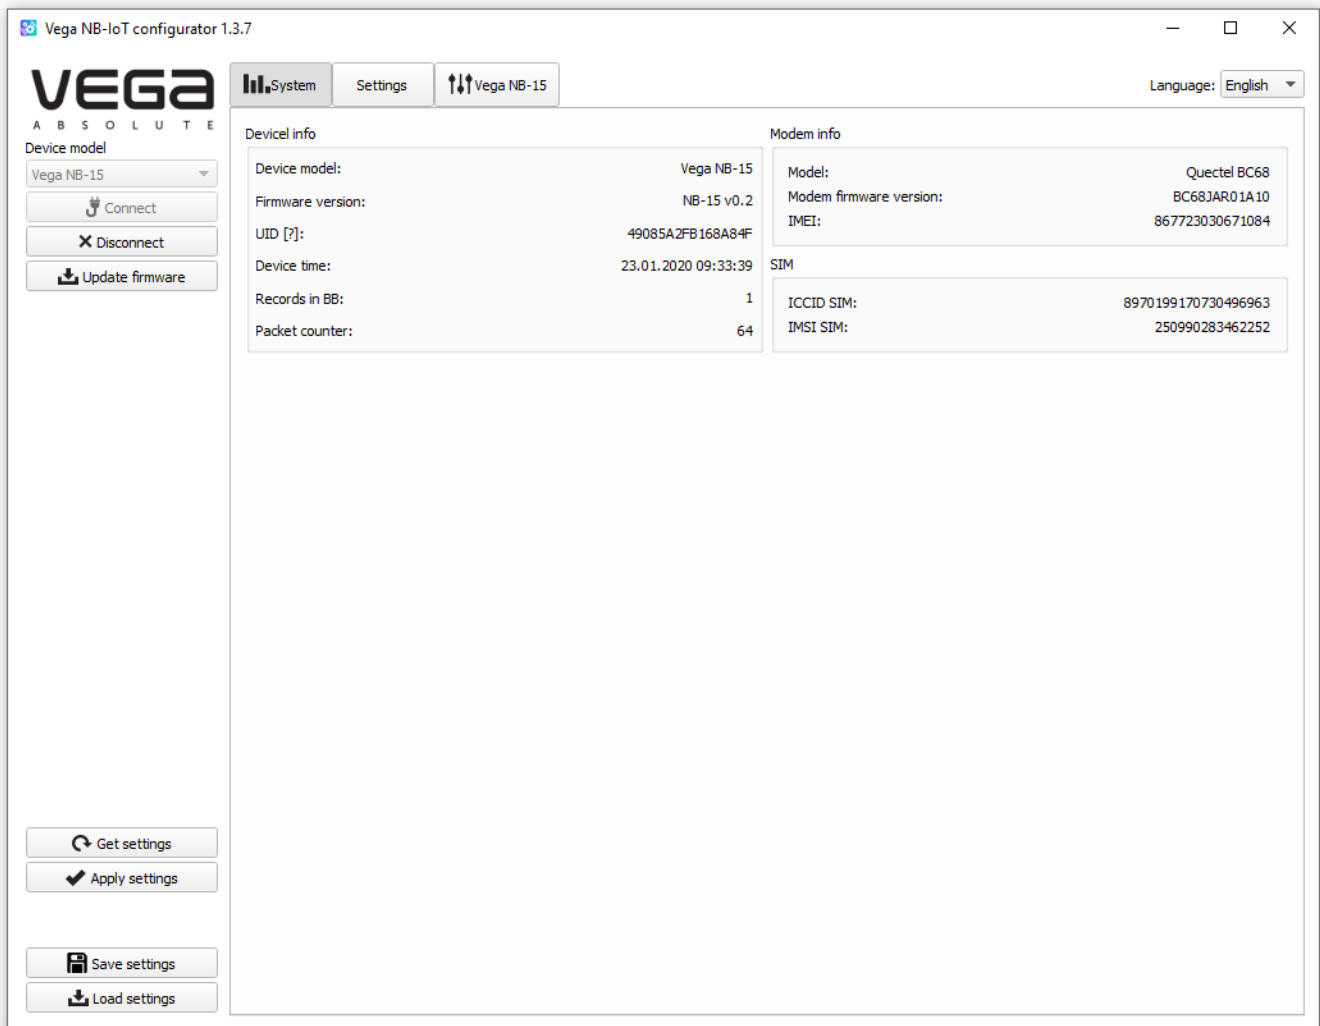 Vega NB-IoT configurator 1.3.7
VEGA
ABSOLUTE
System
Settings
Vega NB-15
Language: English
Device model
Vega NB-15
Connect
Disconnect
Update firmware
Devicel info
Device model: Vega NB-15
Firmware version: NB-15 v0.2
UID [?]: 49085A2FB168A84F
Device time: 23.01.2020 09:33:39
Records in BB: 1
Packet counter: 64
Modem info
Model: Quectel BC68
Modem firmware version: BC68JAR01A10
IMEI: 867723030671084
SIM
ICCID SIM: 8970199170730496963
IMSI SIM: 250990283462252
Get settings
Apply settings
Save settings
Load settings